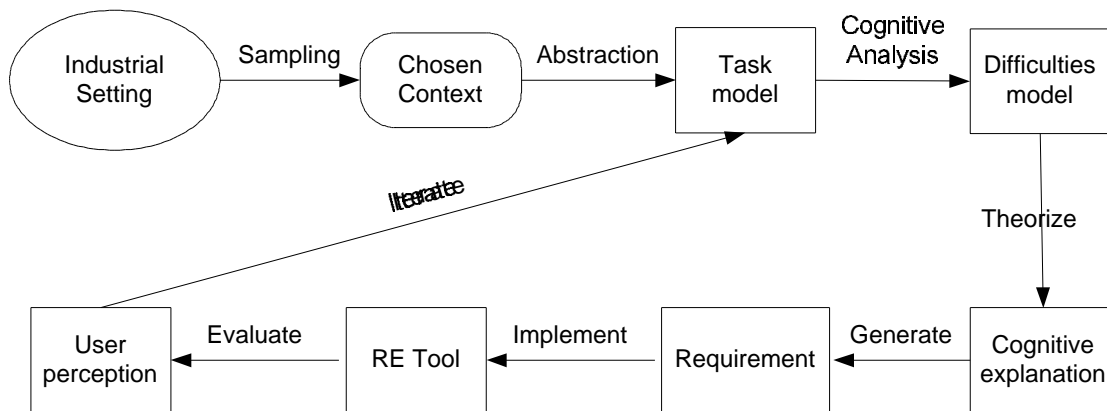 Industrial
Setting
Sampling
Chosen
Context
Abstraction
Task
model
Cognitive
Analysis
Difficulties
model
Theorize
Iterate
User
perception
Evaluate
RE Tool
Implement
Requirement
Generate
Cognitive
explanation